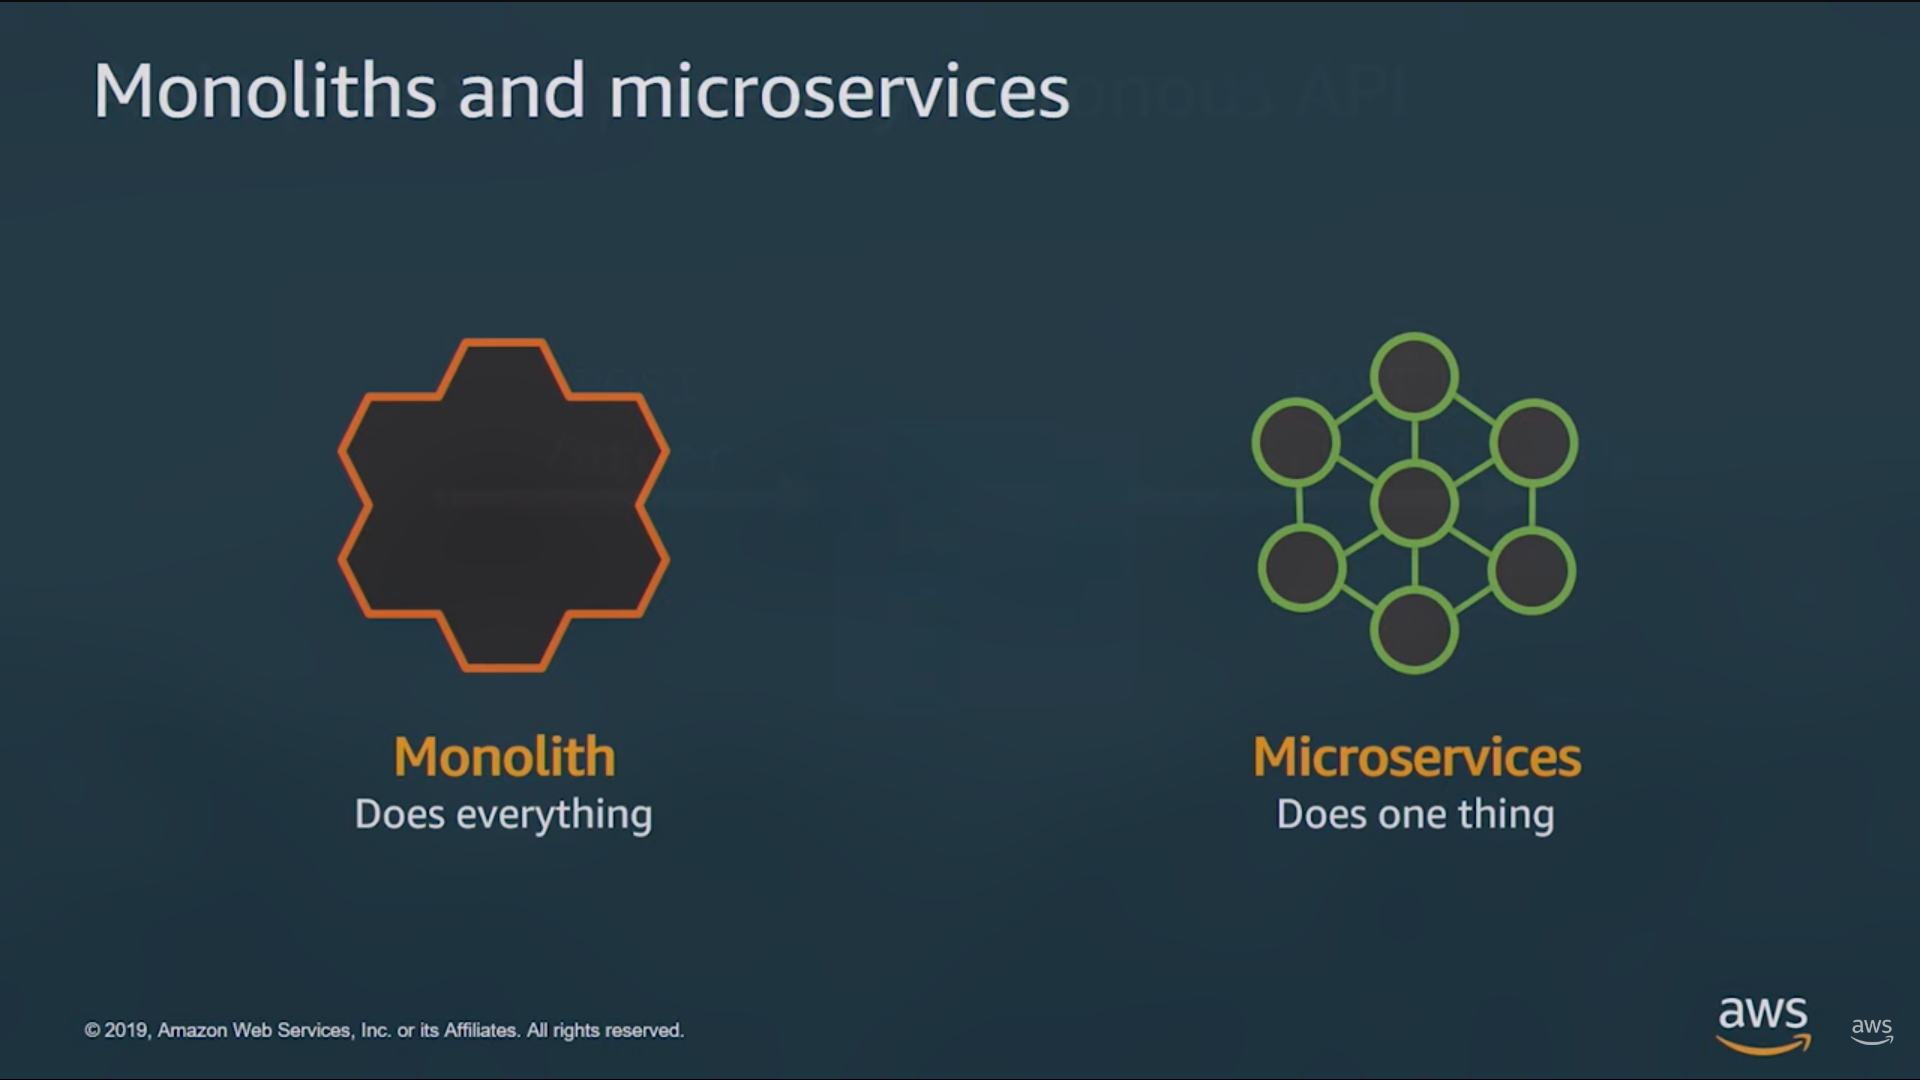 Monoliths and microservices
Monolith
Does everything
Microservices
Does one thing
© 2019, Amazon Web Services, Inc. or its Affiliates. All rights reserved.
aws
aws